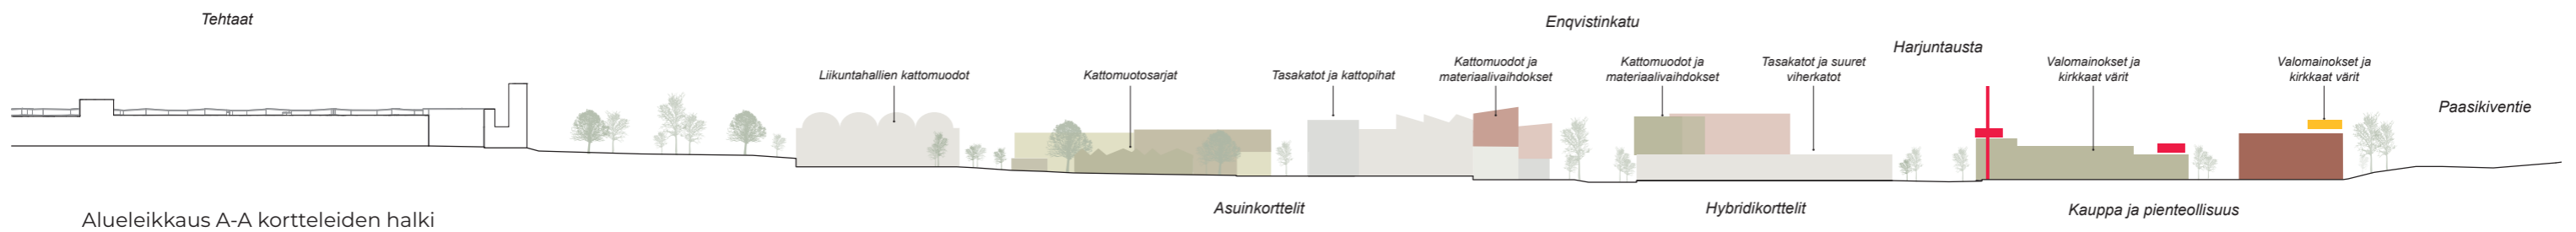 Tehtaat
Enqvistinkatu
Harjuntausta
Liikuntahallien kattomuodot
Kattomuotosarjat
Tasakatot ja kattopihat
Kattomuodot ja
materiaalivaihdokset
Kattomuodot ja
materiaalivaihdokset
Tasakatot ja suuret
viherkatot
Valomainokset ja
kirkkaat värit
Valomainokset ja
kirkkaat värit
Paasikiventie
Asuinkorttelit
Hybridikorttelit
Kauppa ja pienteollisuus
Alueleikkaus A-A kortteleiden halki